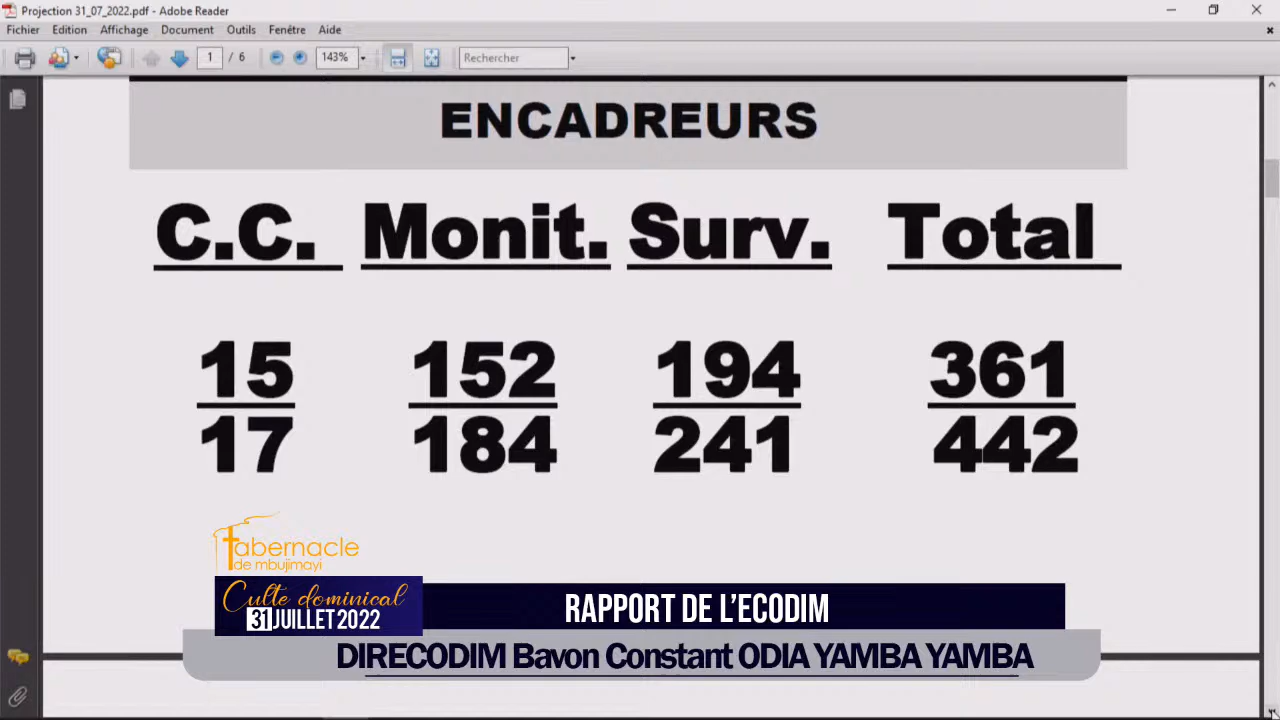 Projection 31_07_2022.pdf - Adobe Reader
Fichier Edition Affichage Document Outils Fenêtre Aide
1 / 6 143% Rechercher
ENCADREURS
C.C. Monit. Surv. Total
15 152 194 361
17 184 241 442
Tabernacle
de mbujimayi
Culte dominical
31 JUILLET 2022
RAPPORT DE L'ECODIM
DIRECODIM Bavon Constant ODIA YAMBA YAMBA